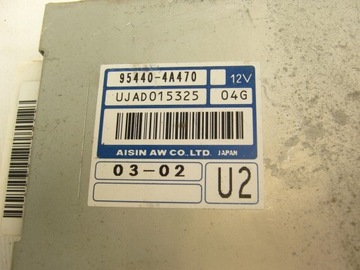 95440-4A470 12V
UJAD015325 04G
AISIN AW CO.,LTD. JAPAN
03-02 U2